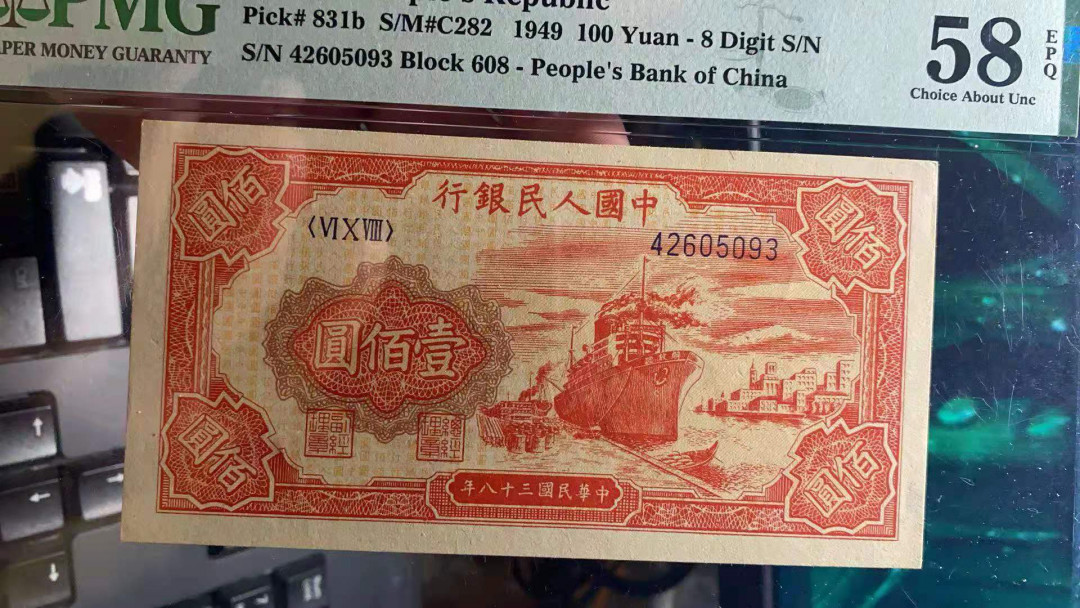 PMG
PER MONEY GUARANTY
Republic
Pick# 831b S/M#C282 1949 100 Yuan - 8 Digit S/N
S/N 42605093 Block 608 - People's Bank of China
58
EPQ
Choice About Unc
行銀民人國中
〈VI X VIII〉
42605093
圓佰
圓佰
圓佰壹
圓佰
圓佰
年八十三國民華中